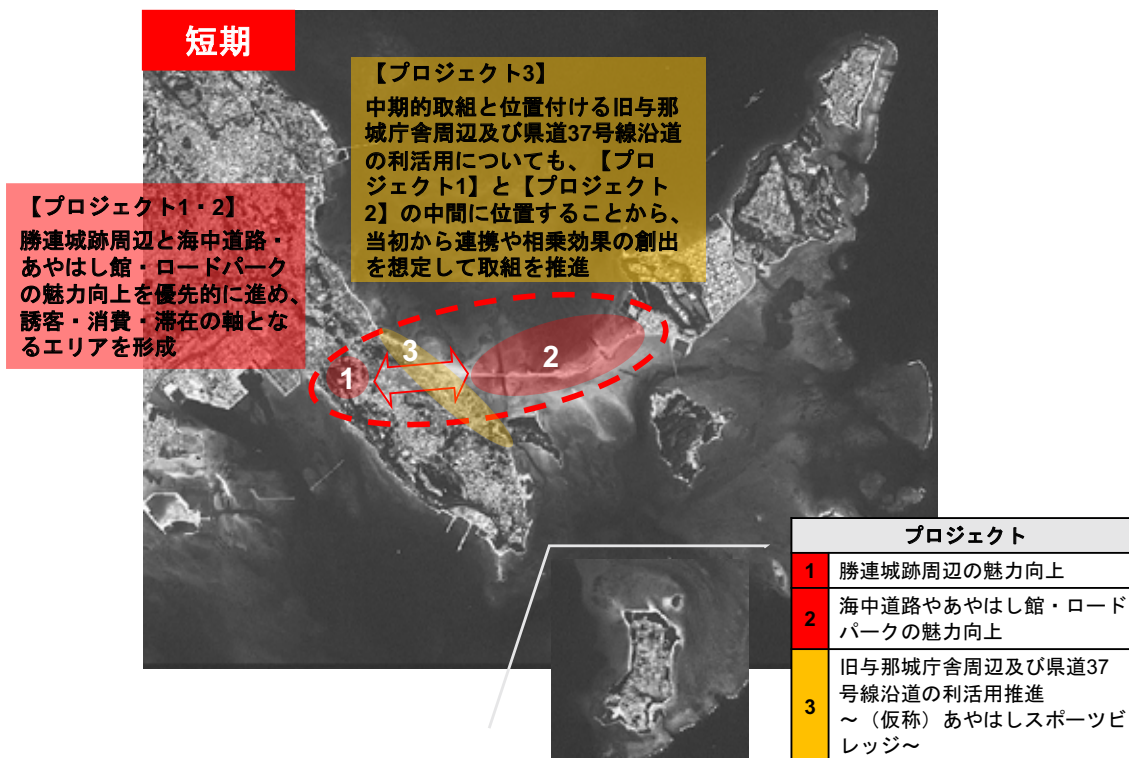 短期
【プロジェクト3】
中期的取組と位置付ける旧与那
城庁舎周辺及び県道37号線沿道
の利活用についても、【プロ
ジェクト1】と【プロジェクト
2】の中間に位置することから、
当初から連携や相乗効果の創出
を想定して取組を推進
【プロジェクト1・2】
勝連城跡周辺と海中道路・
あやはし館・ロードパーク
の魅力向上を優先的に進め、
誘客・消費・滞在の軸とな
るエリアを形成
1
3
2
プロジェクト
1 勝連城跡周辺の魅力向上
2 海中道路やあやはし館・ロード
パークの魅力向上
3 旧与那城庁舎周辺及び県道37
号線沿道の利活用推進
～（仮称）あやはしスポーツビ
レッジ～